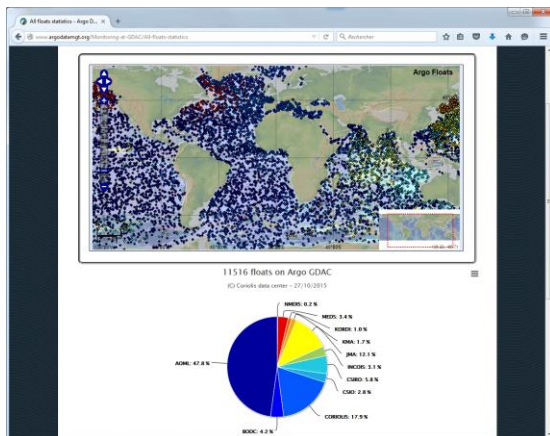 All floats statistics - Argo D...
www.argodatamgt.org/Monitoring-at-GDAC/All-floats-statistics
Rechercher
Argo Floats
11516 floats on Argo GDAC
(C) Coriolis data center - 27/10/2015
NMDIS: 0.2 %
MEDS: 3.4 %
KORDI: 1.0 %
KMA: 1.7 %
JMA: 12.1 %
INCOIS: 3.1 %
CSIRO: 5.8 %
CSIO: 2.8 %
CORIOLIS: 17.9 %
BODC: 4.2 %
AOML: 47.8 %